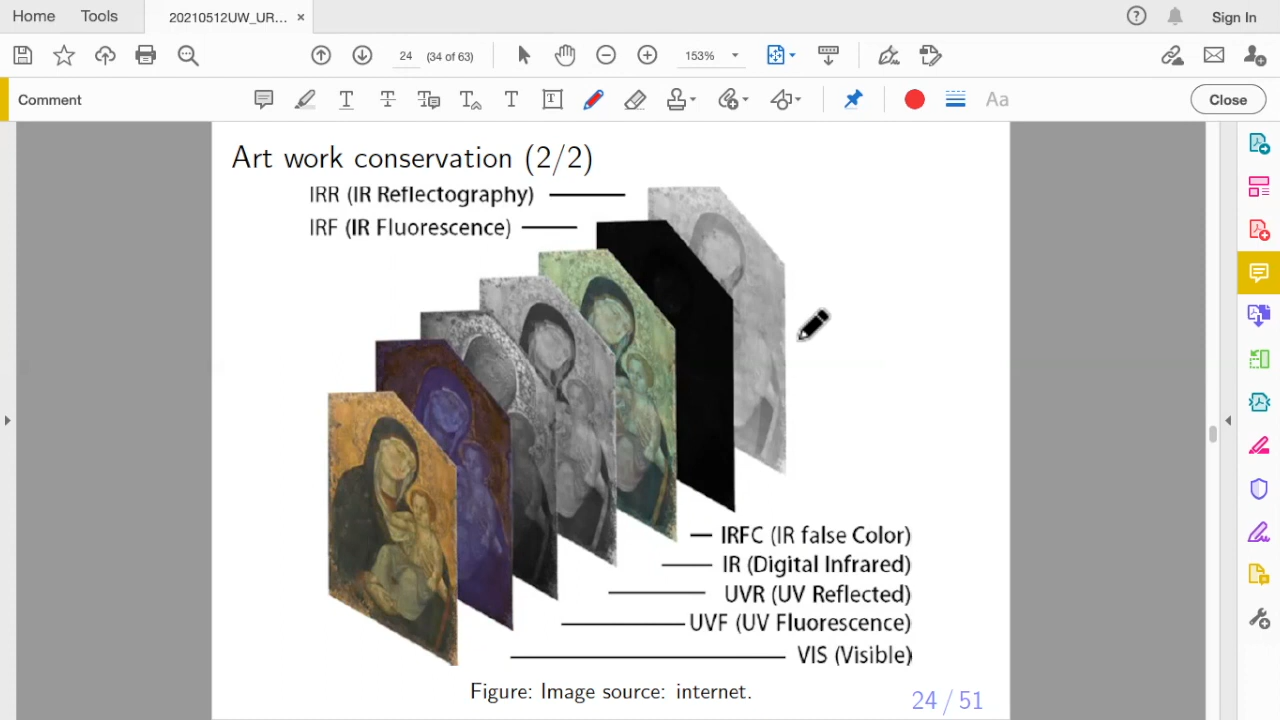 Home Tools 20210512UW_UR... × Sign In
24 (34 of 63) 153%
Comment Aa Close
Art work conservation (2/2)
IRR (IR Reflectography)
IRF (IR Fluorescence)
IRFC (IR false Color)
IR (Digital Infrared)
UVR (UV Reflected)
UVF (UV Fluorescence)
VIS (Visible)
Figure: Image source: internet.
24 / 51